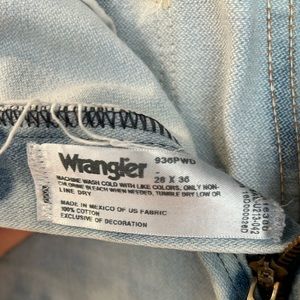 Wrangler 936PWD
28 X 36
MACHINE WASH COLD WITH LIKE COLORS, ONLY NON-
CHLORINE BLEACH WHEN NEEDED, TUMBLE DRY LOW OR
LINE DRY
MADE IN MEXICO OF US FABRIC
100% COTTON
EXCLUSIVE OF DECORATION